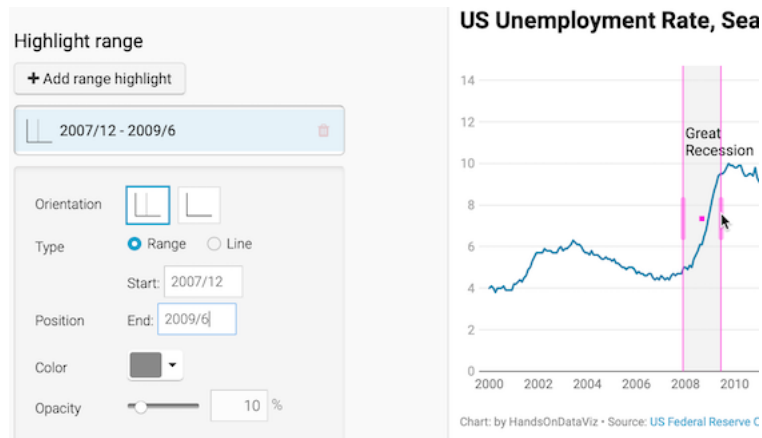 Highlight range
+ Add range highlight
2007/12 - 2009/6
Orientation
Type
Range
Line
Start: 2007/12
Position
End: 2009/6
Color
Opacity
10 %
US Unemployment Rate, Sea
14
12
10
8
6
4
2
0
Great
Recession
2000 2002 2004 2006 2008 2010
Chart: by HandsOnDataViz • Source: US Federal Reserve